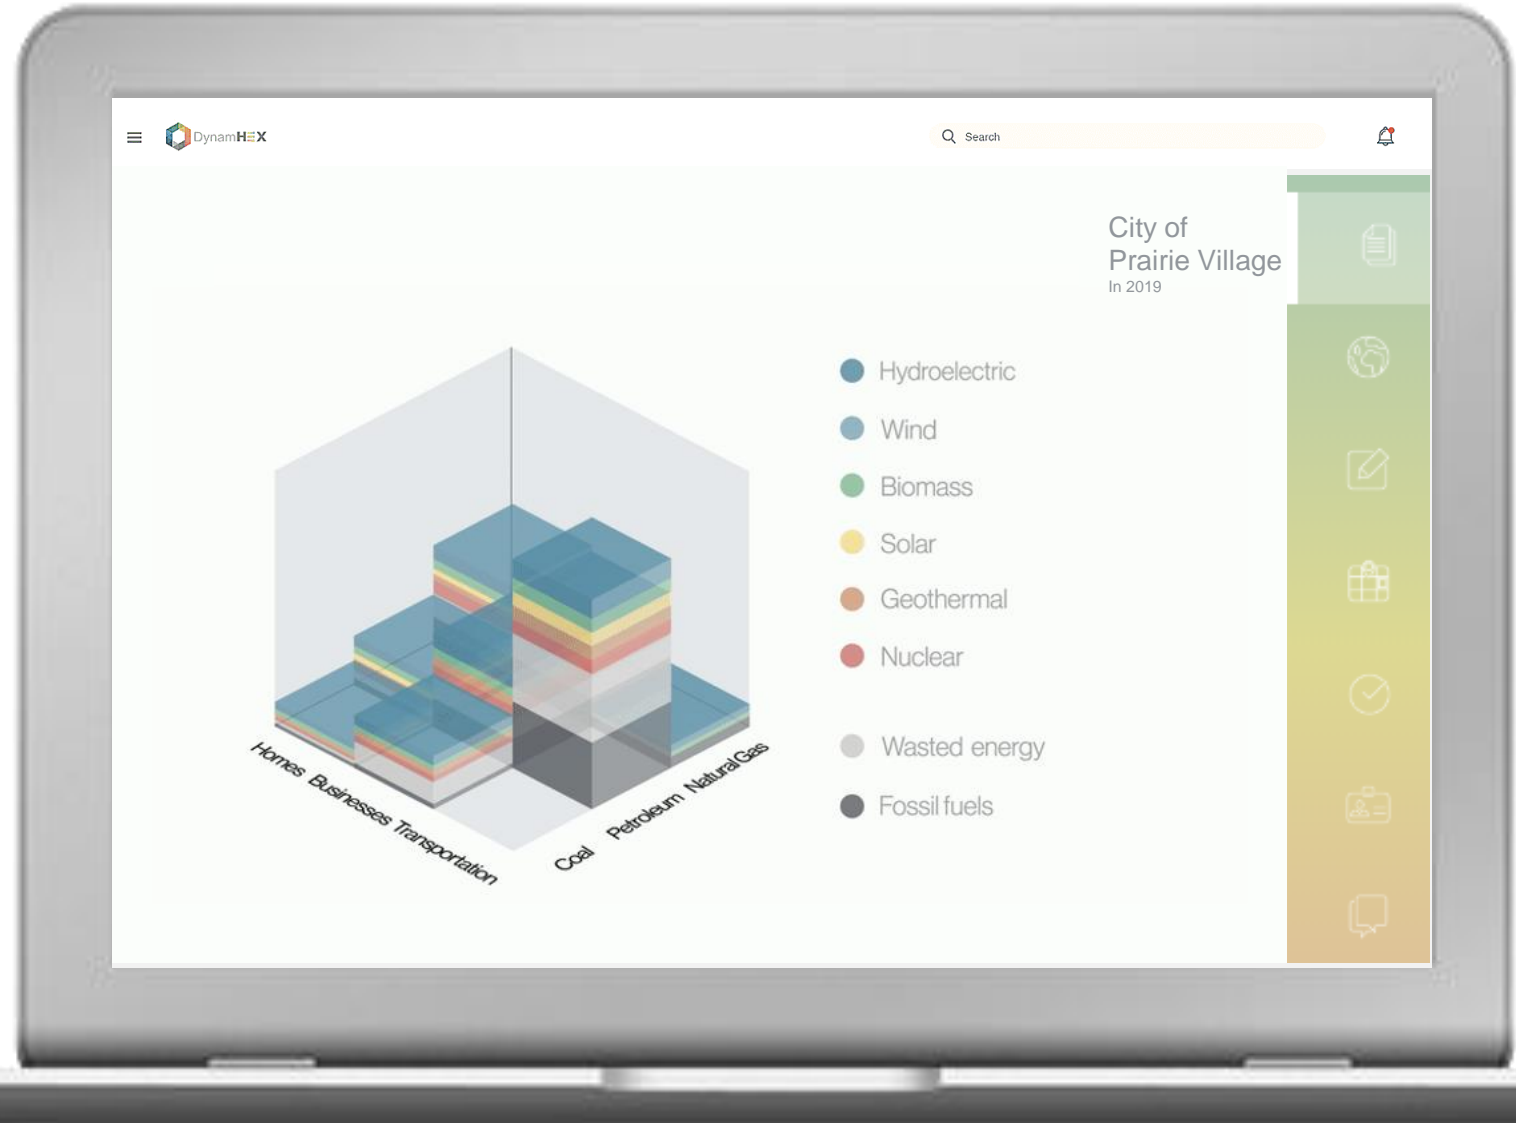 DynamHEX
Search
City of
Prairie Village
In 2019
Hydroelectric
Wind
Biomass
Solar
Geothermal
Nuclear
Wasted energy
Fossil fuels
Homes Businesses Transportation
Coal Petroleum Natural Gas